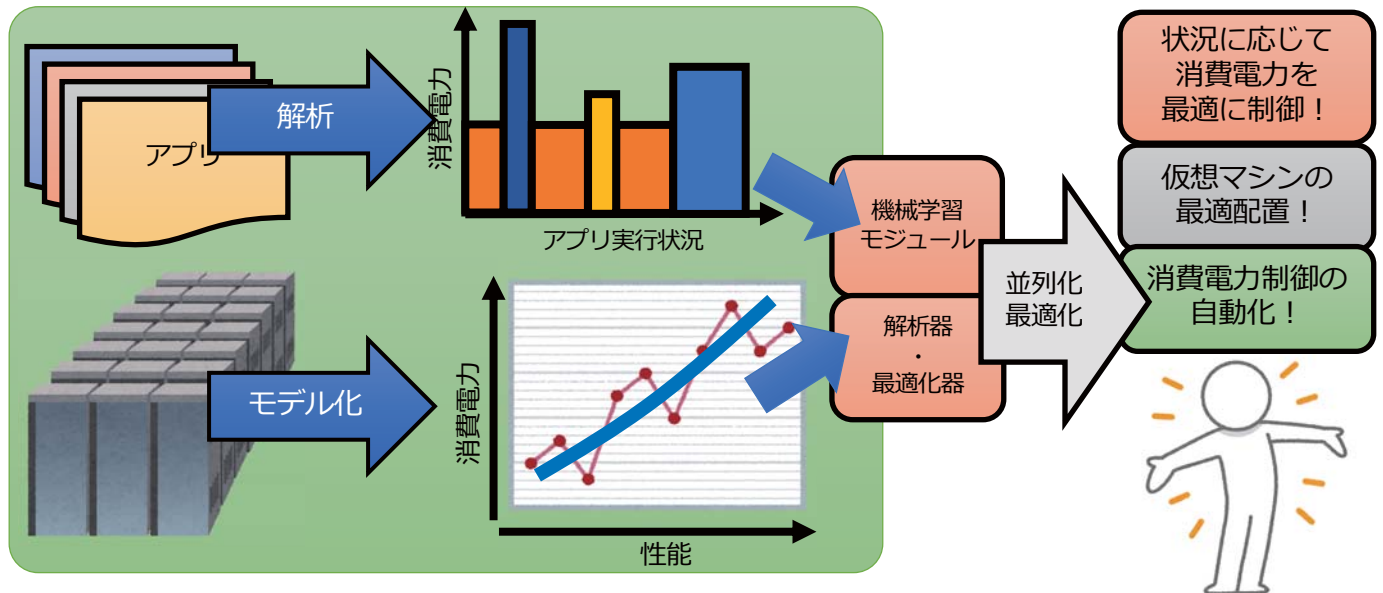 アプリ
解析
消費電力
アプリ実行状況
モデル化
消費電力
性能
機械学習
モジュール
解析器
・
最適化器
並列化
最適化
状況に応じて
消費電力を
最適に制御！
仮想マシンの
最適配置！
消費電力制御の
自動化！